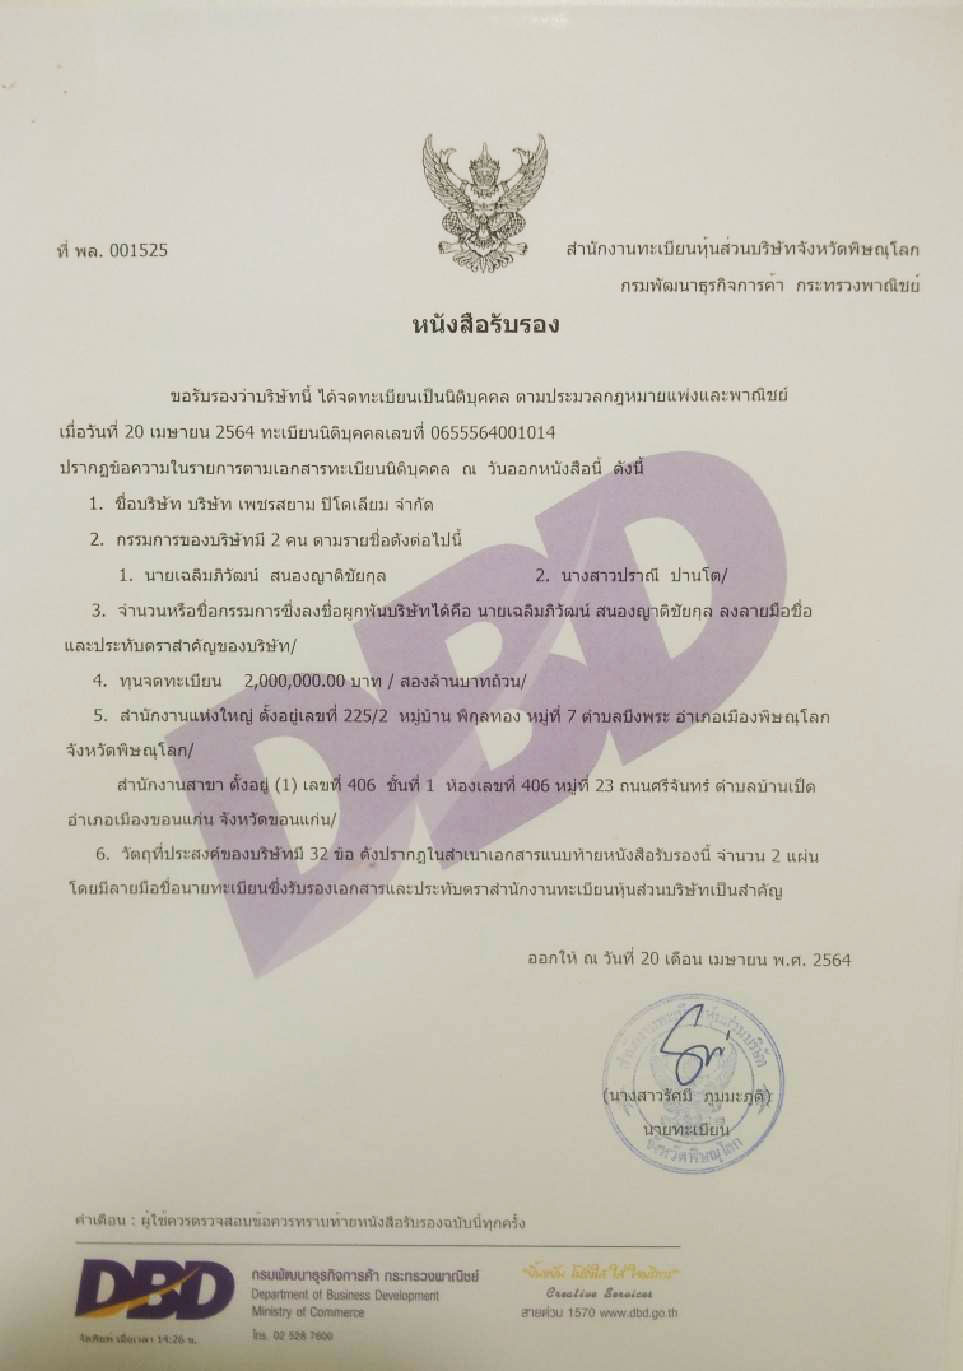 ที่ พล. 001525
สำนักงานทะเบียนหุ้นส่วนบริษัทจังหวัดพิษณุโลก
กรมพัฒนาธุรกิจการค้า กระทรวงพาณิชย์
หนังสือรับรอง
ขอรับรองว่าบริษัทนี้ ได้จดทะเบียนเป็นนิติบุคคล ตามประมวลกฎหมายแพ่งและพาณิชย์
เมื่อวันที่ 20 เมษายน 2564 ทะเบียนนิติบุคคลเลขที่ 0655564001014
ปรากฏข้อความในรายการตามเอกสารทะเบียนนิติบุคคล ณ วันออกหนังสือนี้ ดังนี้
1. ชื่อบริษัท บริษัท เพชรสยาม ปิโตเลียม จำกัด
2. กรรมการของบริษัทมี 2 คน ตามรายชื่อดังต่อไปนี้
1. นายเฉลิมภิวัฒน์ สนองญาติชัยกุล 2. นางสาวปราณี ปานโต/
3. จำนวนหรือชื่อกรรมการซึ่งลงชื่อผูกพันบริษัทได้คือ นายเฉลิมภิวัฒน์ สนองญาติชัยกุล ลงลายมือชื่อ
และประทับตราสำคัญของบริษัท/
4. ทุนจดทะเบียน 2,000,000.00 บาท / สองล้านบาทถ้วน/
5. สำนักงานแห่งใหญ่ ตั้งอยู่เลขที่ 225/2 หมู่บ้าน พิกุลทอง หมู่ที่ 7 ตำบลบึงพระ อำเภอเมืองพิษณุโลก
จังหวัดพิษณุโลก/
สำนักงานสาขา ตั้งอยู่ (1) เลขที่ 406 ชั้นที่ 1 ห้องเลขที่ 406 หมู่ที่ 23 ถนนศรีจันทร์ ตำบลบ้านเป็ด
อำเภอเมืองขอนแก่น จังหวัดขอนแก่น/
6. วัตถุที่ประสงค์ของบริษัทมี 32 ข้อ ดังปรากฏในสำเนาเอกสารแนบท้ายหนังสือรับรองนี้ จำนวน 2 แผ่น
โดยมีลายมือชื่อนายทะเบียนซึ่งรับรองเอกสารและประทับตราสำนักงานทะเบียนหุ้นส่วนบริษัทเป็นสำคัญ
DBD
ออกให้ ณ วันที่ 20 เดือน เมษายน พ.ศ. 2564
(นางสาวรัศมี ภุมมะภูติ)
นายทะเบียน
จังหวัดพิษณุโลก
คำเตือน : ผู้ใช้ควรตรวจสอบข้อควรทราบท้ายหนังสือรับรองฉบับนี้ทุกครั้ง
DBD
กรมพัฒนาธุรกิจการค้า กระทรวงพาณิชย์
Department of Business Development
Ministry of Commerce
โทร. 02 528 7600
Creative Services
สายด่วน 1570 www.dbd.go.th
จัดพิมพ์ เมื่อเวลา 14:26 น.